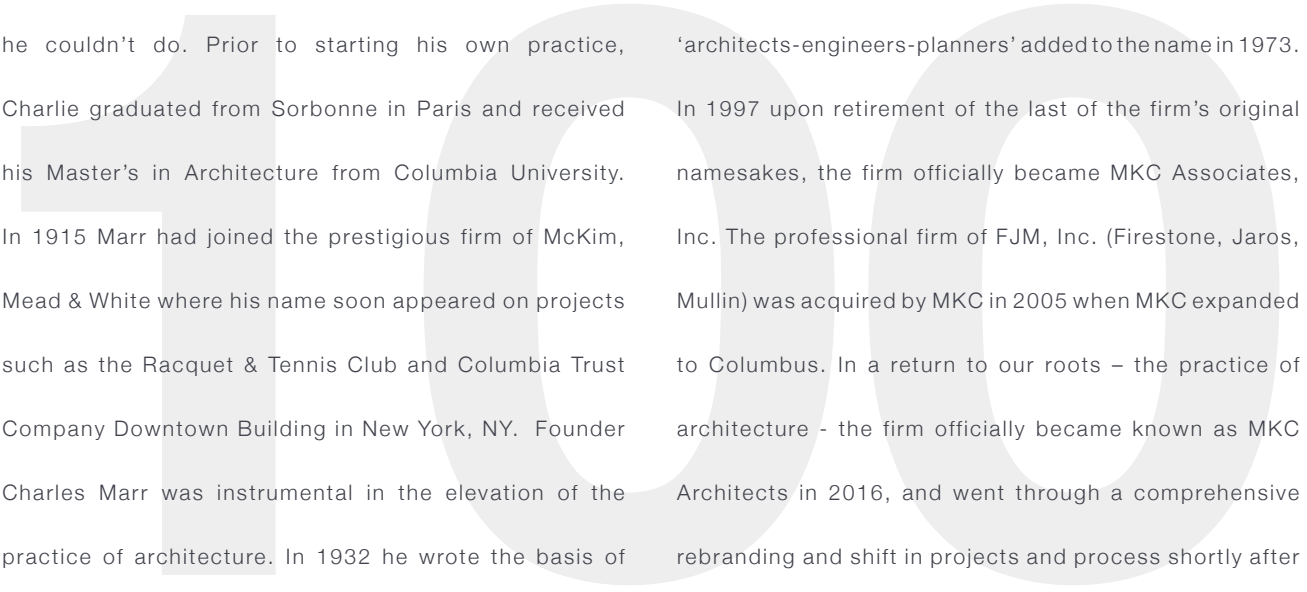 he couldn’t do. Prior to starting his own practice,
Charlie graduated from Sorbonne in Paris and received
his Master’s in Architecture from Columbia University.
In 1915 Marr had joined the prestigious firm of McKim,
Mead & White where his name soon appeared on projects
such as the Racquet & Tennis Club and Columbia Trust
Company Downtown Building in New York, NY.  Founder
Charles Marr was instrumental in the elevation of the
practice of architecture. In 1932 he wrote the basis of
‘architects-engineers-planners’ added to the name in 1973.
In 1997 upon retirement of the last of the firm’s original
namesakes, the firm officially became MKC Associates,
Inc. The professional firm of FJM, Inc. (Firestone, Jaros,
Mullin) was acquired by MKC in 2005 when MKC expanded
to Columbus. In a return to our roots – the practice of
architecture - the firm officially became known as MKC
Architects in 2016, and went through a comprehensive
rebranding and shift in projects and process shortly after
100